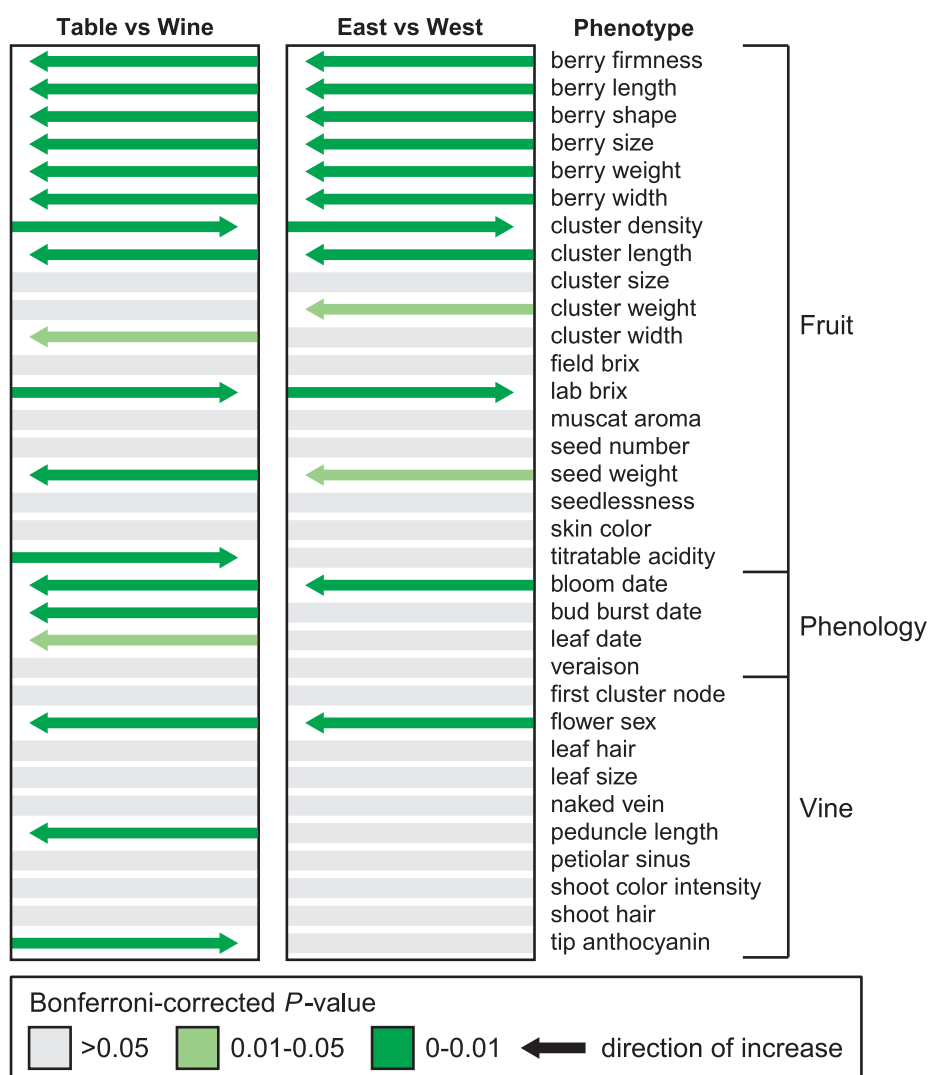 Table vs Wine East vs West Phenotype
berry firmness
berry length
berry shape
berry size
berry weight
berry width
cluster density
cluster length
cluster size
cluster weight
cluster width
field brix
lab brix
muscat aroma
seed number
seed weight
seedlessness
skin color
titratable acidity
Fruit
bloom date
bud burst date
leaf date
veraison
Phenology
first cluster node
flower sex
leaf hair
leaf size
naked vein
peduncle length
petiolar sinus
shoot color intensity
shoot hair
tip anthocyanin
Vine
Bonferroni-corrected P-value
>0.05 0.01-0.05 0-0.01 direction of increase